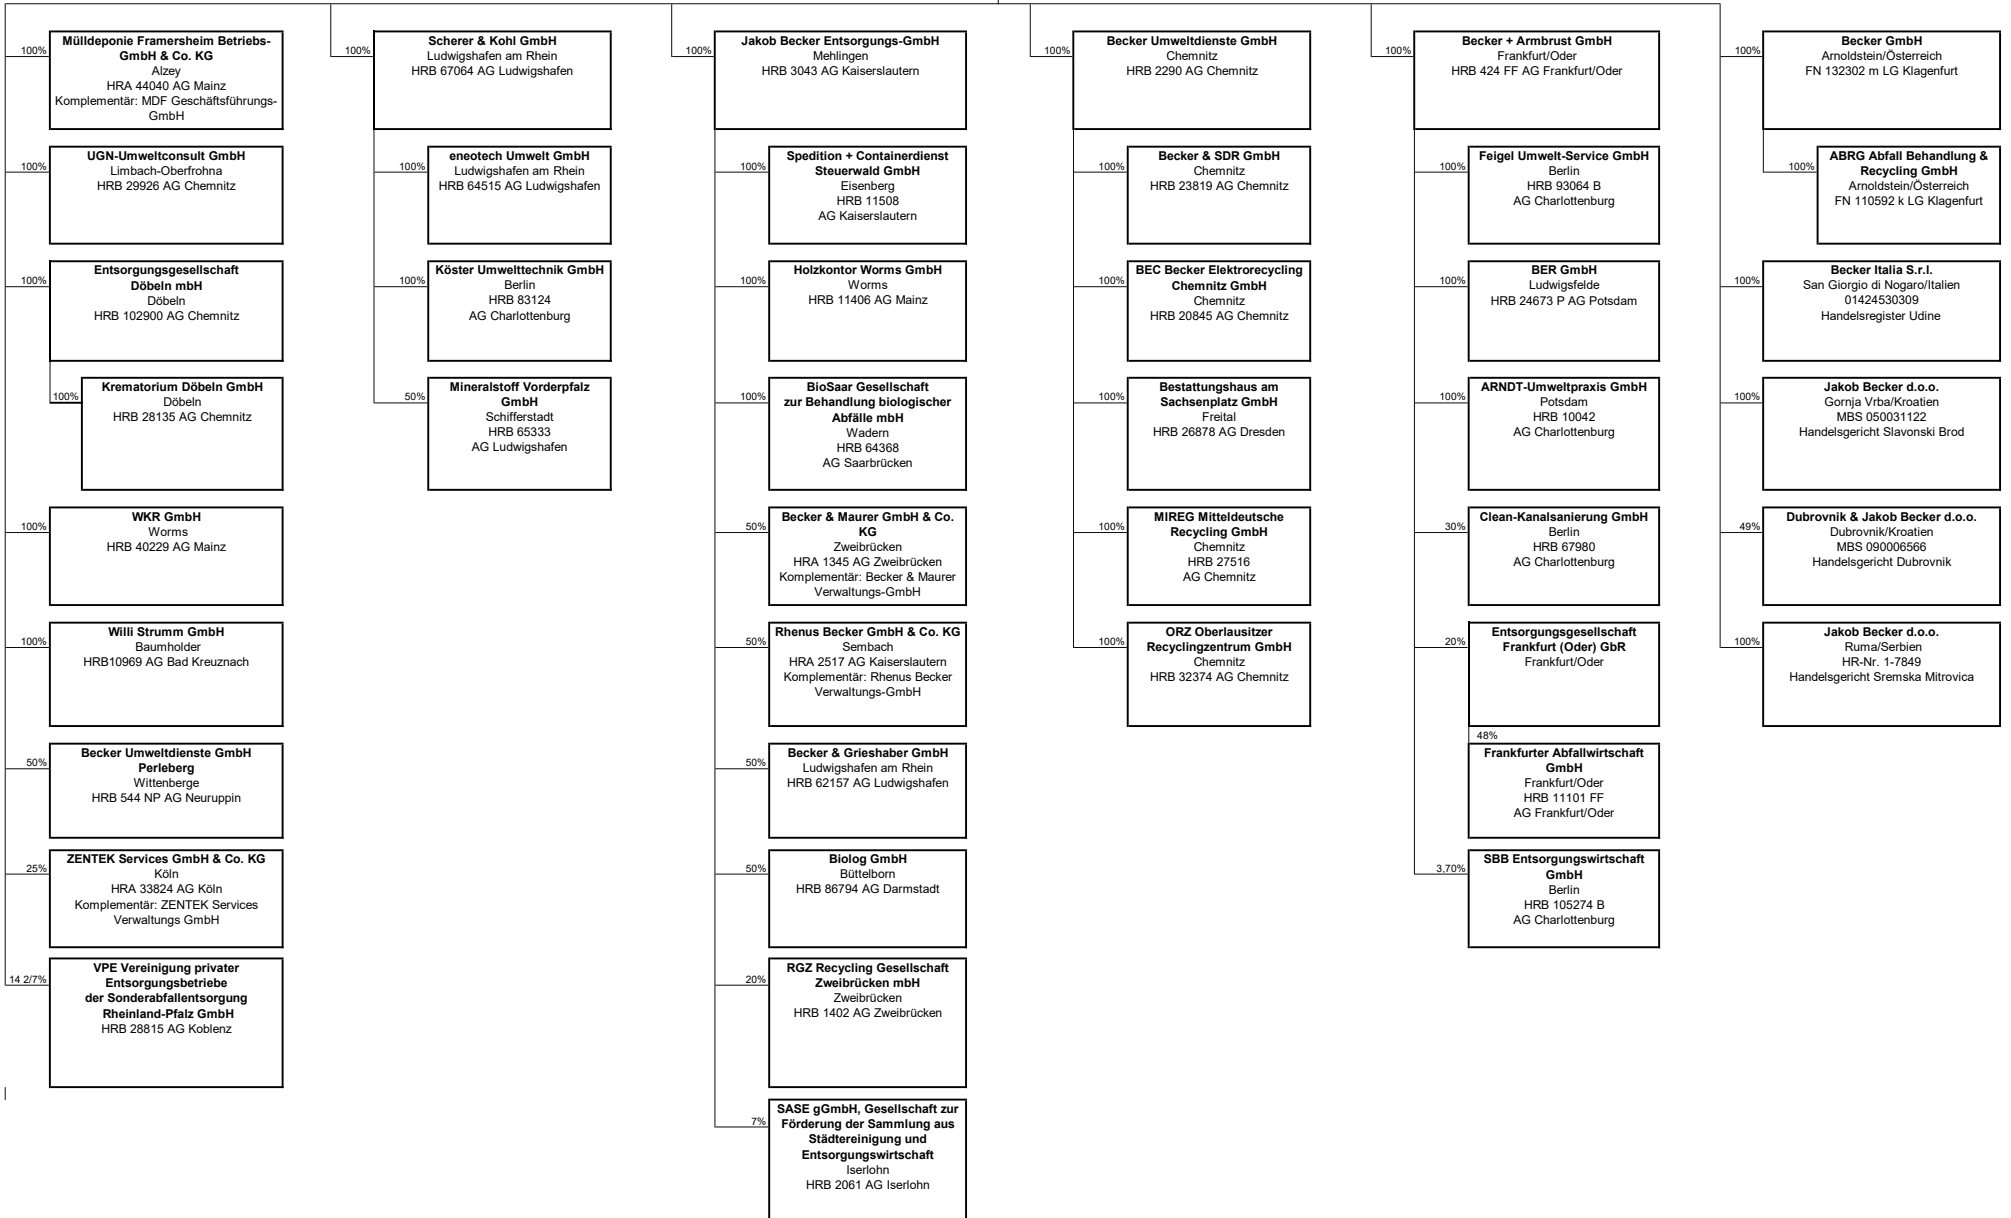 100%
Mülldeponie Framersheim Betriebs-
GmbH & Co. KG
Alzey
HRA 44040 AG Mainz
Komplementär: MDF Geschäftsführungs-
GmbH
100%
UGN-Umweltconsult GmbH
Limbach-Oberfrohna
HRB 29926 AG Chemnitz
100%
Entsorgungsgesellschaft
Döbeln mbH
Döbeln
HRB 102900 AG Chemnitz
100%
Krematorium Döbeln GmbH
Döbeln
HRB 28135 AG Chemnitz
100%
WKR GmbH
Worms
HRB 40229 AG Mainz
100%
Willi Strumm GmbH
Baumholder
HRB10969 AG Bad Kreuznach
50%
Becker Umweltdienste GmbH
Perleberg
Wittenberge
HRB 544 NP AG Neuruppin
25%
ZENTEK Services GmbH & Co. KG
Köln
HRA 33824 AG Köln
Komplementär: ZENTEK Services
Verwaltungs GmbH
14 2/7%
VPE Vereinigung privater
Entsorgungsbetriebe
der Sonderabfallentsorgung
Rheinland-Pfalz GmbH
HRB 28815 AG Koblenz
100%
Scherer & Kohl GmbH
Ludwigshafen am Rhein
HRB 67064 AG Ludwigshafen
100%
eneotech Umwelt GmbH
Ludwigshafen am Rhein
HRB 64515 AG Ludwigshafen
100%
Köster Umwelttechnik GmbH
Berlin
HRB 83124
AG Charlottenburg
50%
Mineralstoff Vorderpfalz
GmbH
Schifferstadt
HRB 65333
AG Ludwigshafen
100%
Jakob Becker Entsorgungs-GmbH
Mehlingen
HRB 3043 AG Kaiserslautern
100%
Spedition + Containerdienst
Steuerwald GmbH
Eisenberg
HRB 11508
AG Kaiserslautern
100%
Holzkontor Worms GmbH
Worms
HRB 11406 AG Mainz
100%
BioSaar Gesellschaft
zur Behandlung biologischer
Abfälle mbH
Wadern
HRB 64368
AG Saarbrücken
50%
Becker & Maurer GmbH & Co.
KG
Zweibrücken
HRA 1345 AG Zweibrücken
Komplementär: Becker & Maurer
Verwaltungs-GmbH
50%
Rhenus Becker GmbH & Co. KG
Sembach
HRA 2517 AG Kaiserslautern
Komplementär: Rhenus Becker
Verwaltungs-GmbH
50%
Becker & Grieshaber GmbH
Ludwigshafen am Rhein
HRB 62157 AG Ludwigshafen
50%
Biolog GmbH
Büttelborn
HRB 86794 AG Darmstadt
20%
RGZ Recycling Gesellschaft
Zweibrücken mbH
Zweibrücken
HRB 1402 AG Zweibrücken
7%
SASE gGmbH, Gesellschaft zur
Förderung der Sammlung aus
Städtereinigung und
Entsorgungswirtschaft
Iserlohn
HRB 2061 AG Iserlohn
100%
Becker Umweltdienste GmbH
Chemnitz
HRB 2290 AG Chemnitz
100%
Becker & SDR GmbH
Chemnitz
HRB 23819 AG Chemnitz
100%
BEC Becker Elektrorecycling
Chemnitz GmbH
Chemnitz
HRB 20845 AG Chemnitz
100%
Bestattungshaus am
Sachsenplatz GmbH
Freital
HRB 26878 AG Dresden
100%
MIREG Mitteldeutsche
Recycling GmbH
Chemnitz
HRB 27516
AG Chemnitz
100%
ORZ Oberlausitzer
Recyclingzentrum GmbH
Chemnitz
HRB 32374 AG Chemnitz
100%
Becker + Armbrust GmbH
Frankfurt/Oder
HRB 424 FF AG Frankfurt/Oder
100%
Feigel Umwelt-Service GmbH
Berlin
HRB 93064 B
AG Charlottenburg
100%
BER GmbH
Ludwigsfelde
HRB 24673 P AG Potsdam
100%
ARNDT-Umweltpraxis GmbH
Potsdam
HRB 10042
AG Charlottenburg
30%
Clean-Kanalsanierung GmbH
Berlin
HRB 67980
AG Charlottenburg
20%
Entsorgungsgesellschaft
Frankfurt (Oder) GbR
Frankfurt/Oder
48%
Frankfurter Abfallwirtschaft
GmbH
Frankfurt/Oder
HRB 11101 FF
AG Frankfurt/Oder
3,70%
SBB Entsorgungswirtschaft
GmbH
Berlin
HRB 105274 B
AG Charlottenburg
100%
Becker GmbH
Arnoldstein/Österreich
FN 132302 m LG Klagenfurt
100%
ABRG Abfall Behandlung &
Recycling GmbH
Arnoldstein/Österreich
FN 110592 k LG Klagenfurt
100%
Becker Italia S.r.l.
San Giorgio di Nogaro/Italien
01424530309
Handelsregister Udine
100%
Jakob Becker d.o.o.
Gornja Vrba/Kroatien
MBS 050031122
Handelsgericht Slavonski Brod
49%
Dubrovnik & Jakob Becker d.o.o.
Dubrovnik/Kroatien
MBS 090006566
Handelsgericht Dubrovnik
100%
Jakob Becker d.o.o.
Ruma/Serbien
HR-Nr. 1-7849
Handelsgericht Sremska Mitrovica